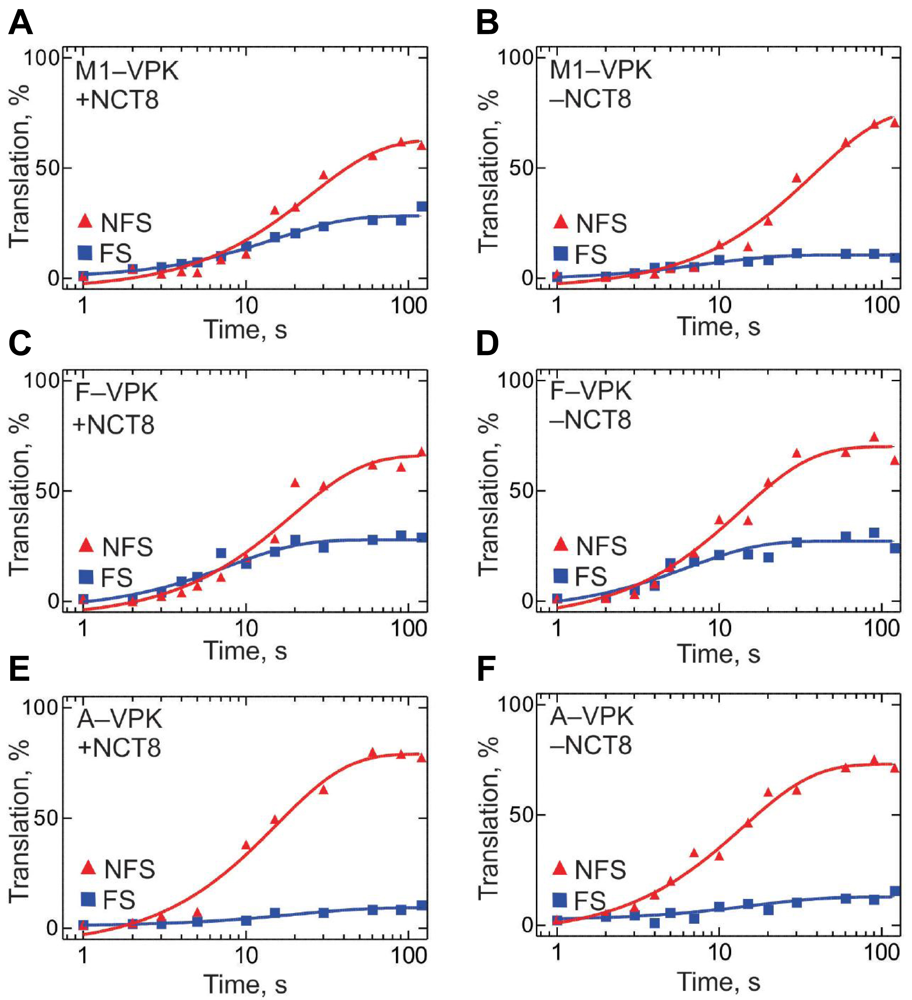 A
Translation, %
100
50
0
M1–VPK
+NCT8
NFS
FS
1 10 100
Time, s
B
Translation, %
100
50
0
M1–VPK
–NCT8
NFS
FS
1 10 100
Time, s
C
Translation, %
100
50
0
F–VPK
+NCT8
NFS
FS
1 10 100
Time, s
D
Translation, %
100
50
0
F–VPK
–NCT8
NFS
FS
1 10 100
Time, s
E
Translation, %
100
50
0
A–VPK
+NCT8
NFS
FS
1 10 100
Time, s
F
Translation, %
100
50
0
A–VPK
–NCT8
NFS
FS
1 10 100
Time, s